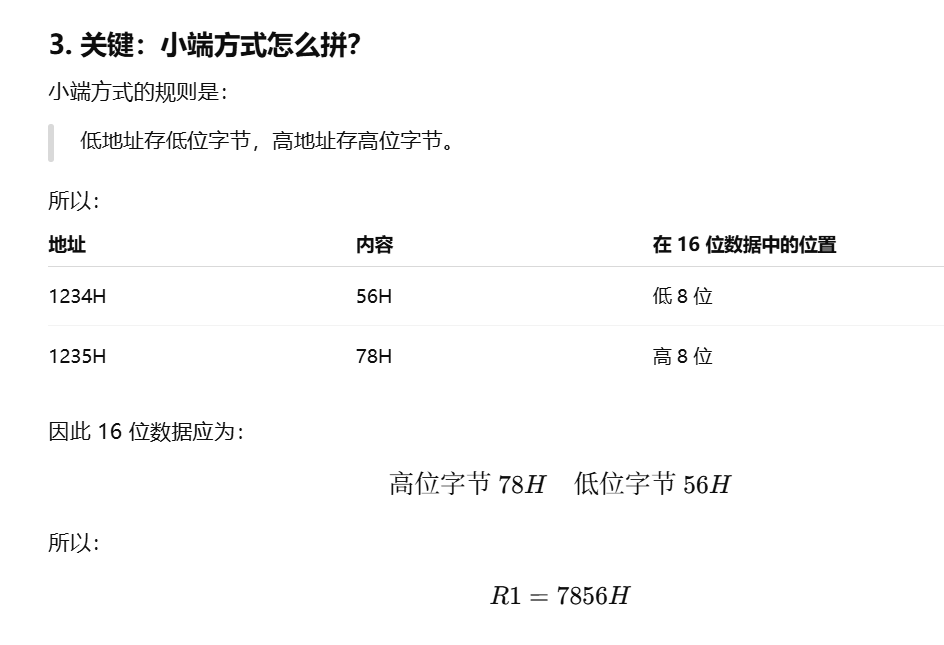 3. 关键：小端方式怎么拼？
小端方式的规则是：
低地址存低位字节，高地址存高位字节。
所以：
地址 内容 在 16 位数据中的位置
1234H 56H 低 8 位
1235H 78H 高 8 位
因此 16 位数据应为：
高位字节 78H 低位字节 56H
所以：
R1 = 7856H